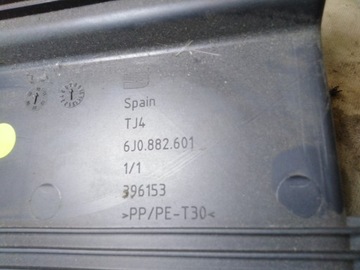 Spain
TJ4
6J0.882.601
1/1
396153
>PP/PE-T30<